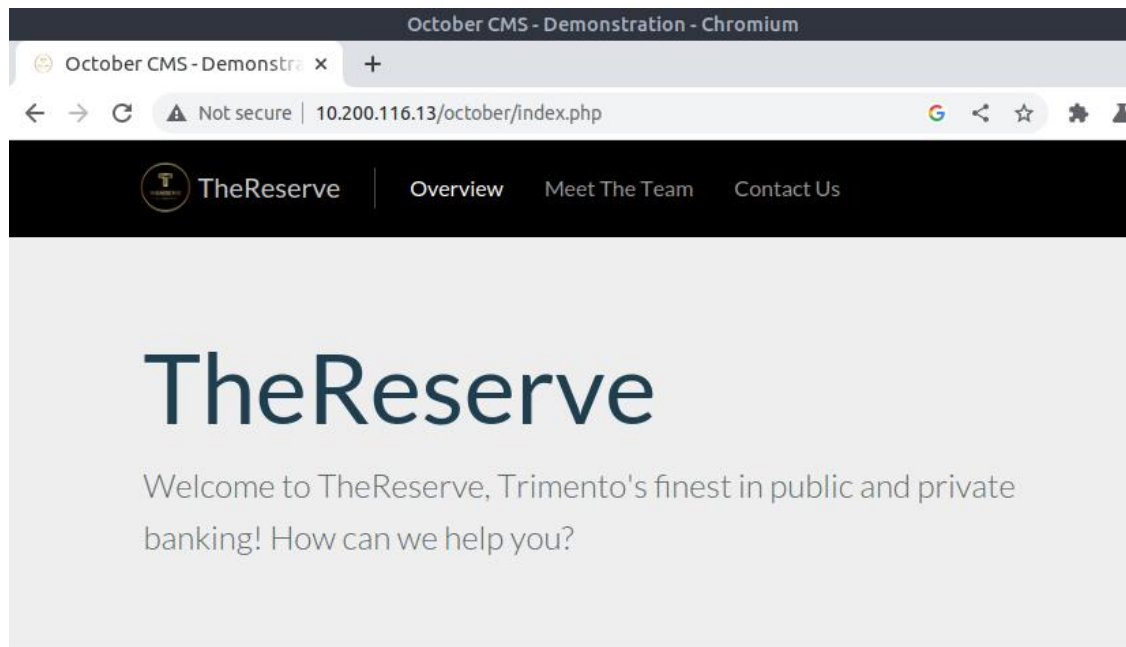 October CMS - Demonstration - Chromium
October CMS - Demonstra
Not secure | 10.200.116.13/october/index.php
TheReserve Overview Meet The Team Contact Us
TheReserve
Welcome to TheReserve, Trimento's finest in public and private
banking! How can we help you?